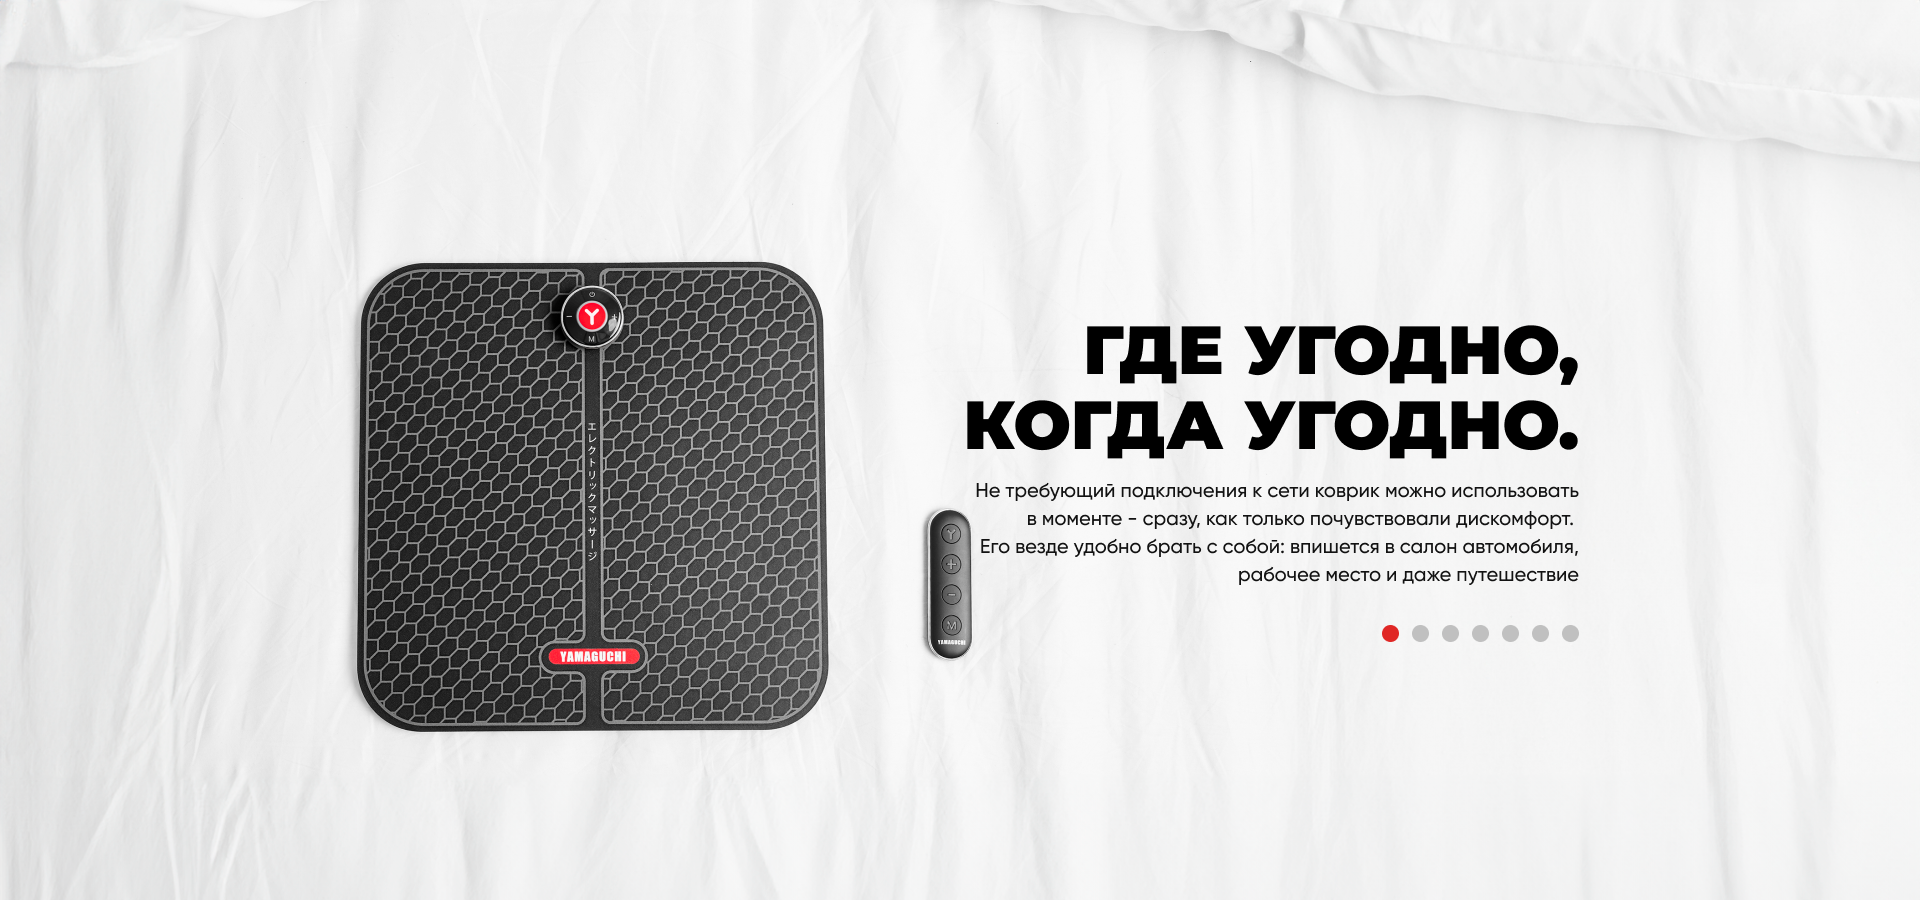 M
エレクトリックマッサージ
YAMAGUCHI
ГДЕ УГОДНО,
КОГДА УГОДНО.
Не требующий подключения к сети коврик можно использовать
в моменте - сразу, как только почувствовали дискомфорт.
Его везде удобно брать с собой: впишется в салон автомобиля,
рабочее место и даже путешествие
M
YAMAGUCHI